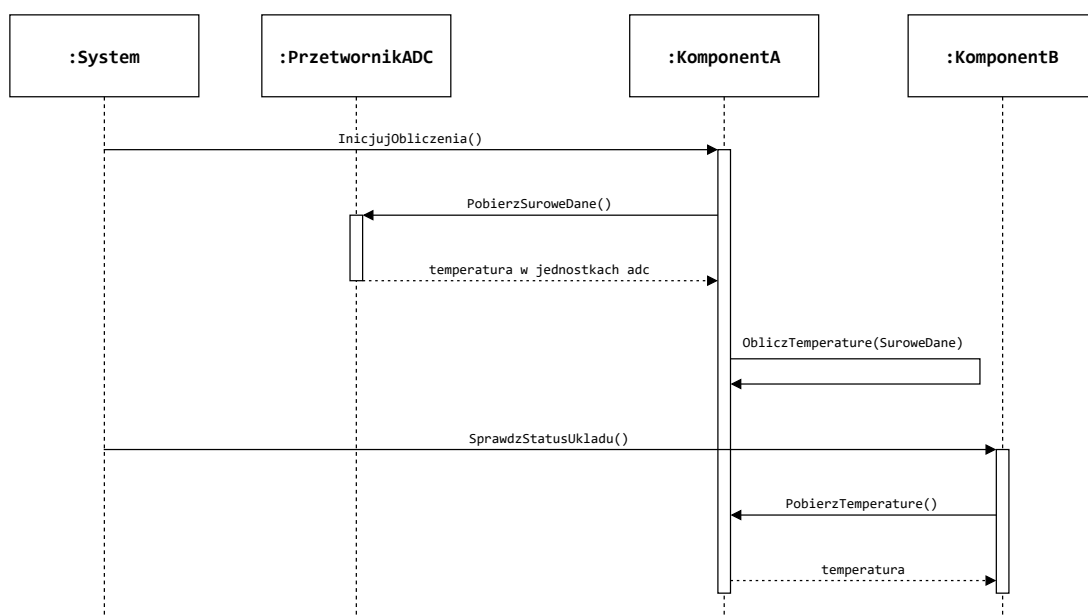 :System
:PrzetwornikADC
:KomponentA
:KomponentB
InicjujObliczenia()
PobierzSuroweDane()
temperatura w jednostkach adc
ObliczTemperature(SuroweDane)
SprawdzStatusUkladu()
PobierzTemperature()
temperatura